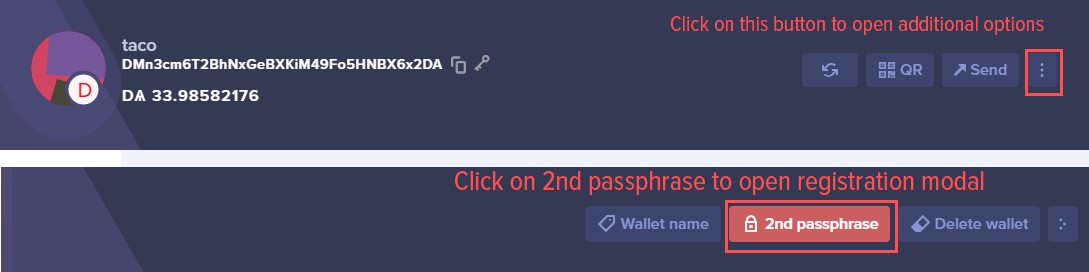 Click on this button to open additional options
taco
DMn3cm6T2BhNxGeBXKiM49Fo5HNBX6x2DA
D
DѦ 33.98582176
QR Send
Click on 2nd passphrase to open registration modal
Wallet name 2nd passphrase Delete wallet